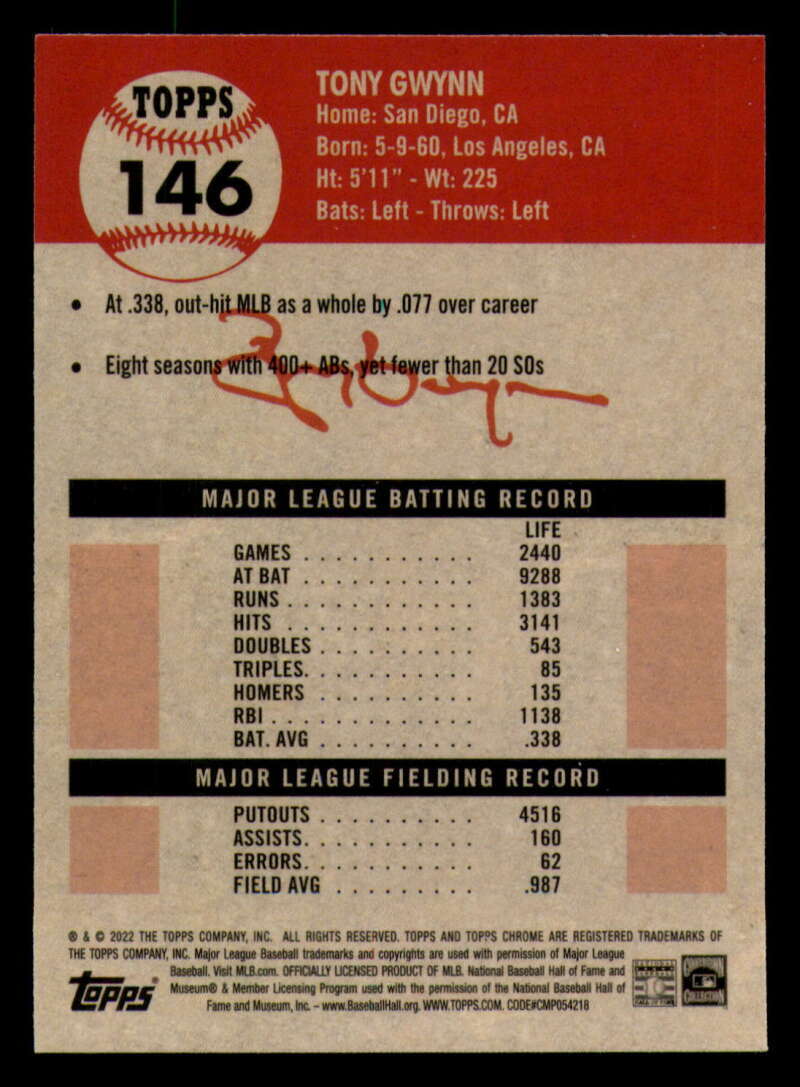 TOPPS
146
TONY GWYNN
Home: San Diego, CA
Born: 5-9-60, Los Angeles, CA
Ht: 5'11" - Wt: 225
Bats: Left - Throws: Left
• At .338, out-hit MLB as a whole by .077 over career
• Eight seasons with 400+ ABs, yet fewer than 20 SOs
Tony Gwynn
MAJOR LEAGUE BATTING RECORD
LIFE
GAMES . . . . . . . . . . . 2440
AT BAT . . . . . . . . . . . 9288
RUNS . . . . . . . . . . . . 1383
HITS . . . . . . . . . . . . 3141
DOUBLES . . . . . . . . . . 543
TRIPLES. . . . . . . . . . . 85
HOMERS . . . . . . . . . . 135
RBI . . . . . . . . . . . . . 1138
BAT. AVG . . . . . . . . . . .338
MAJOR LEAGUE FIELDING RECORD
PUTOUTS . . . . . . . . . . 4516
ASSISTS. . . . . . . . . . . 160
ERRORS. . . . . . . . . . . 62
FIELD AVG . . . . . . . . . .987
® & © 2022 THE TOPPS COMPANY, INC. ALL RIGHTS RESERVED. TOPPS AND TOPPS CHROME ARE REGISTERED TRADEMARKS OF
THE TOPPS COMPANY, INC. Major League Baseball trademarks and copyrights are used with permission of Major League
Baseball. Visit MLB.com. OFFICIALLY LICENSED PRODUCT OF MLB. National Baseball Hall of Fame and
Museum® & Member Licensing Program used with the permission of the National Baseball Hall of
Fame and Museum, Inc. – www.BaseballHall.org. WWW.TOPPS.COM. CODE#CMP054218
TOPPS